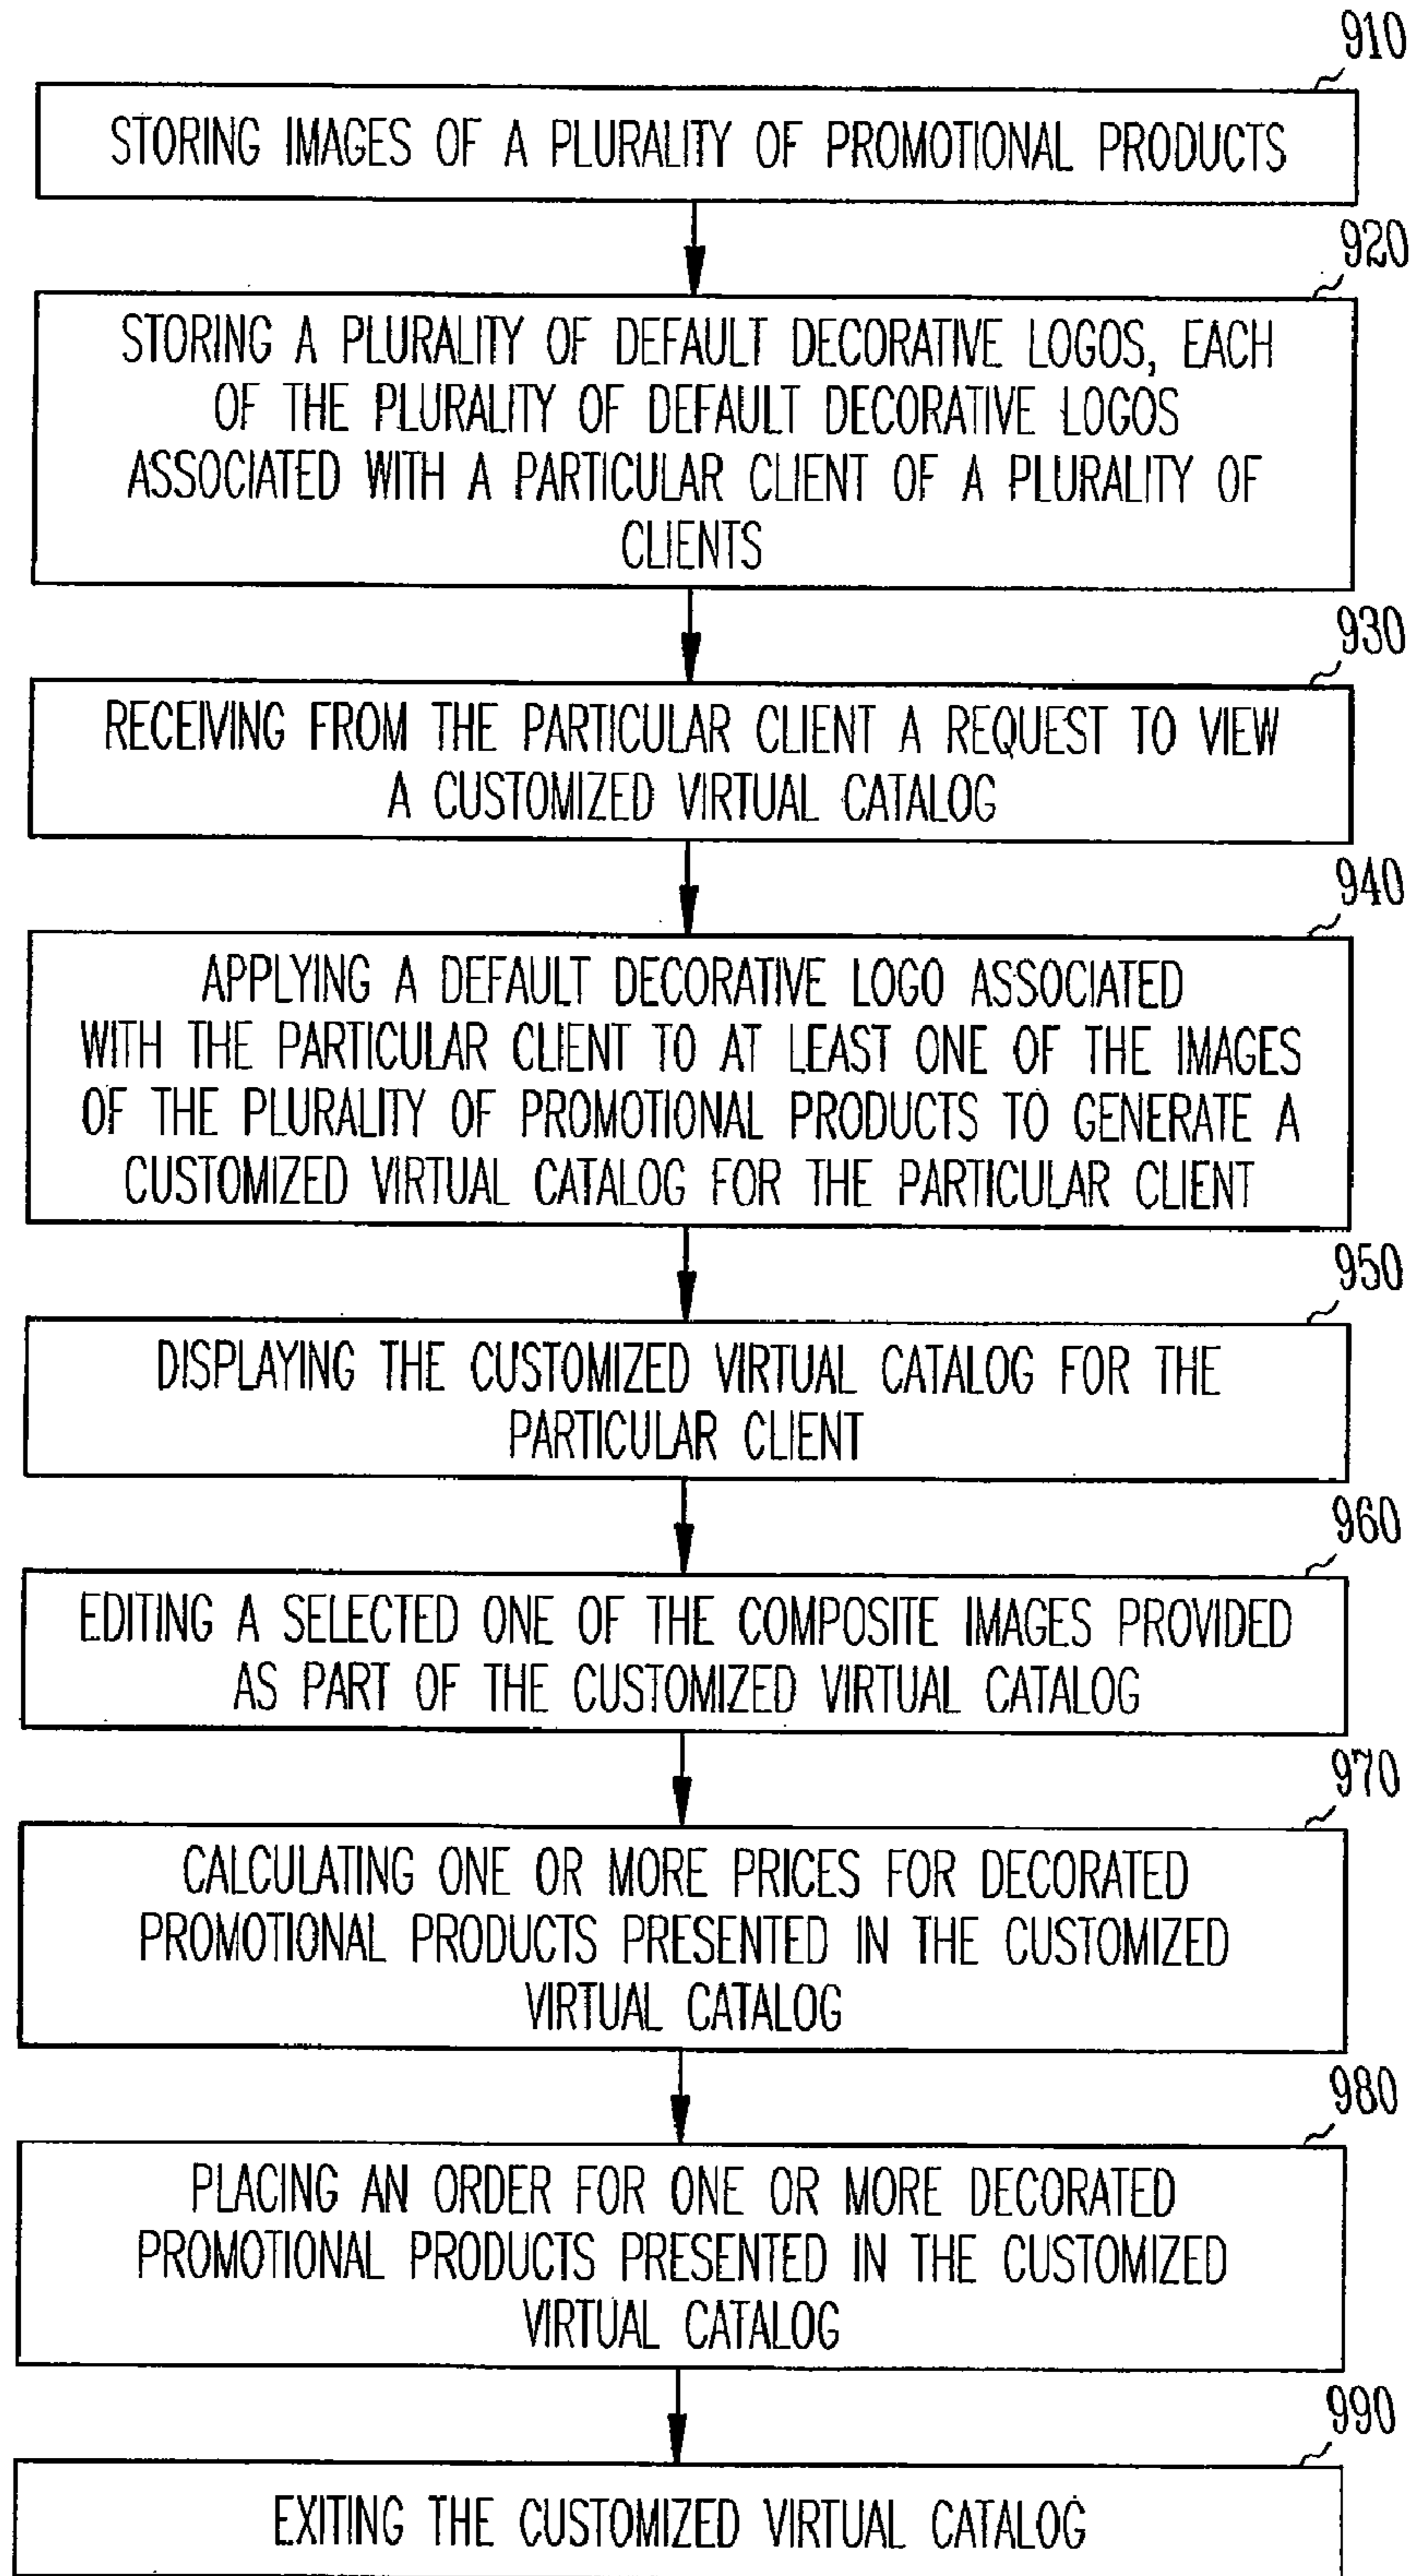 910
STORING IMAGES OF A PLURALITY OF PROMOTIONAL PRODUCTS
920
STORING A PLURALITY OF DEFAULT DECORATIVE LOGOS, EACH
OF THE PLURALITY OF DEFAULT DECORATIVE LOGOS
ASSOCIATED WITH A PARTICULAR CLIENT OF A PLURALITY OF
CLIENTS
930
RECEIVING FROM THE PARTICULAR CLIENT A REQUEST TO VIEW
A CUSTOMIZED VIRTUAL CATALOG
940
APPLYING A DEFAULT DECORATIVE LOGO ASSOCIATED
WITH THE PARTICULAR CLIENT TO AT LEAST ONE OF THE IMAGES
OF THE PLURALITY OF PROMOTIONAL PRODUCTS TO GENERATE A
CUSTOMIZED VIRTUAL CATALOG FOR THE PARTICULAR CLIENT
950
DISPLAYING THE CUSTOMIZED VIRTUAL CATALOG FOR THE
PARTICULAR CLIENT
960
EDITING A SELECTED ONE OF THE COMPOSITE IMAGES PROVIDED
AS PART OF THE CUSTOMIZED VIRTUAL CATALOG
970
CALCULATING ONE OR MORE PRICES FOR DECORATED
PROMOTIONAL PRODUCTS PRESENTED IN THE CUSTOMIZED
VIRTUAL CATALOG
980
PLACING AN ORDER FOR ONE OR MORE DECORATED
PROMOTIONAL PRODUCTS PRESENTED IN THE CUSTOMIZED
VIRTUAL CATALOG
990
EXITING THE CUSTOMIZED VIRTUAL CATALOG